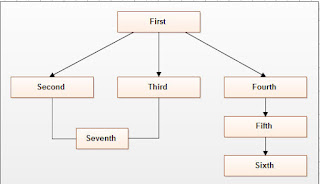 First
Second
Third
Fourth
Seventh
Fifth
Sixth